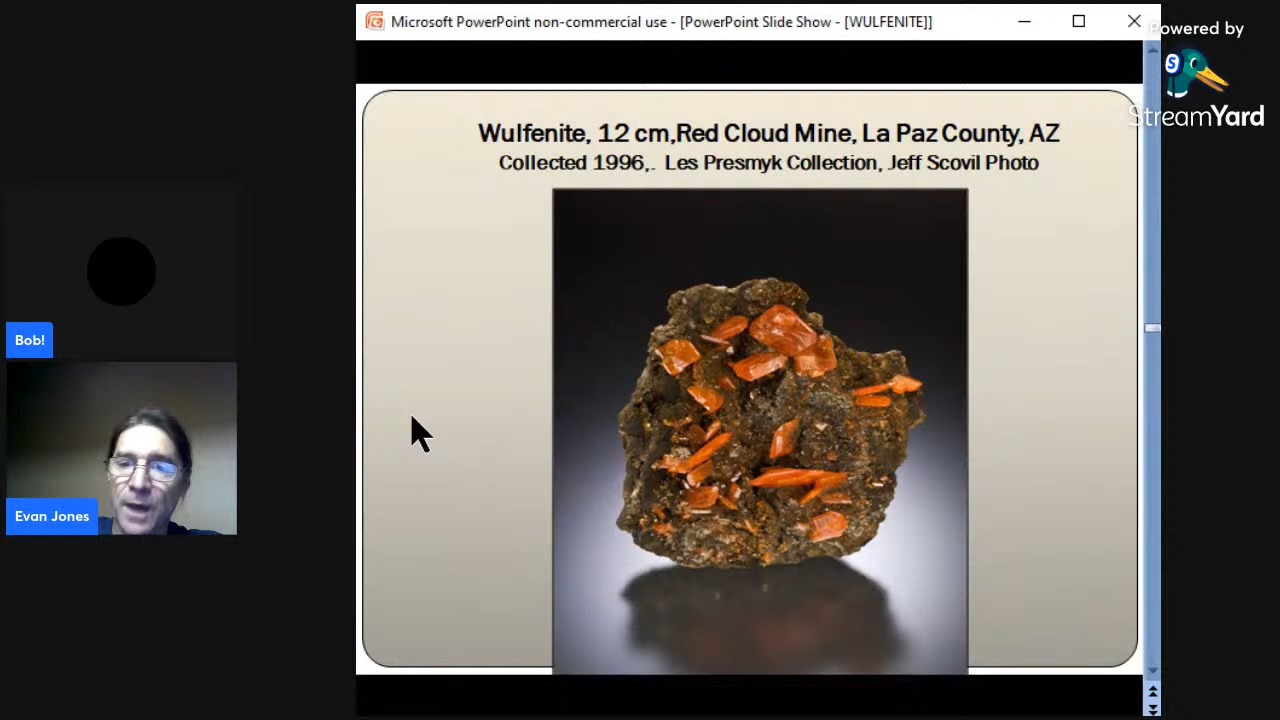 Microsoft PowerPoint non-commercial use - [PowerPoint Slide Show - [WULFENITE]]
Powered by
S
StreamYard
Wulfenite, 12 cm,Red Cloud Mine, La Paz County, AZ
Collected 1996,. Les Presmyk Collection, Jeff Scovil Photo
Bob!
Evan Jones